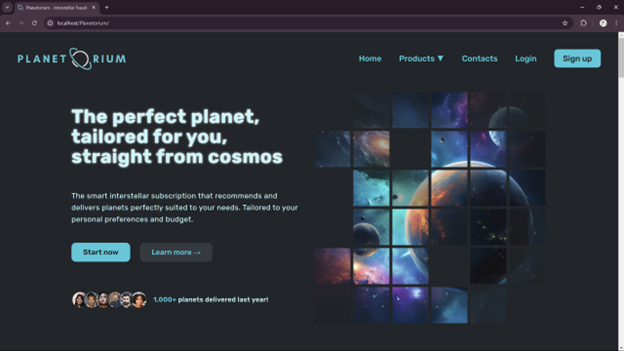 Planetorium - Interstellar Travel
localhost/Planetorium/
PLANETORIUM
Home Products ▼ Contacts Login Sign up
The perfect planet,
tailored for you,
straight from cosmos
The smart interstellar subscription that recommends and
delivers planets perfectly suited to your needs. Tailored to your
personal preferences and budget.
Start now Learn more →
1,000+ planets delivered last year!